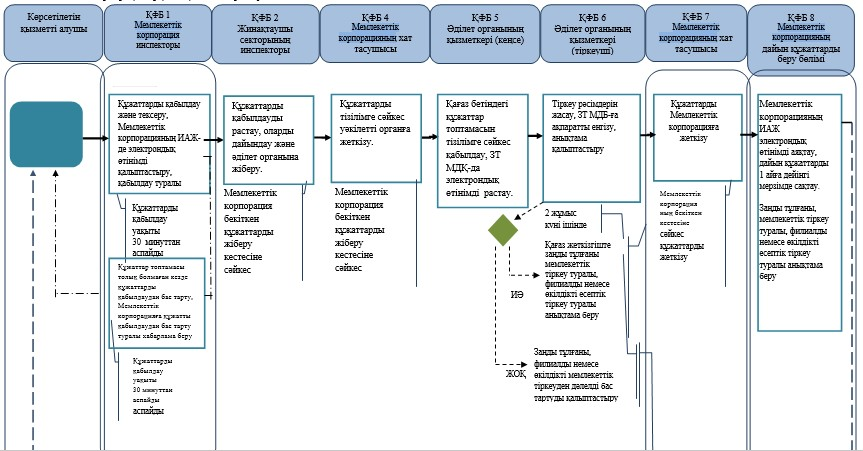 Көрсетілетін
қызметті алушы
ҚФБ 1
Мемлекеттік
корпорация
инспекторы
ҚФБ 2
Жинақтаушы
секторының
инспекторы
ҚФБ 4
Мемлекеттік
корпорацияның хат
тасушысы
ҚФБ 5
Әділет органының
қызметкері (кеңсе)
ҚФБ 6
Әділет органының
қызметкері
(тіркеуші)
ҚФБ 7
Мемлекеттік
корпорацияның хат
тасушысы
ҚФБ 8
Мемлекеттік
корпорацияның
дайын құжаттарды
беру бөлімі
Құжаттарды қабылдау
және тексеру,
Мемлекеттік
корпорацияның ИАЖ-
де электрондық
өтінімді
қалыптастыру,
қабылдау туралы
Құжаттарды
қабылдау
уақыты
30 минуттан
аспайды
Құжаттар топтамасы
толық болмаған кезде
құжаттарды
қабылдаудан бас тарту,
Мемлекеттік
корпорацияға құжатты
қабылдаудан бас тарту
туралы хабарлама беру
Құжаттарды
қабылдау
уақыты
30 минуттан
аспайды
Құжаттарды
қабылдауды
растау, оларды
дайындау және
әділет органына
жіберу.
Мемлекеттік
корпорация
бекіткен
құжаттарды
жіберу
кестесіне
сәйкес
Құжаттарды
тізілімге сәйкес
уәкілетті органға
жеткізу.
Мемлекеттік
корпорация
бекіткен
құжаттарды
жіберу
кестесіне
сәйкес
Қағаз бетіндегі
құжаттар
топтамасын
тізілімге сәйкес
қабылдау, ЗТ
МДҚ-да
электрондық
өтінімді растау.
Тіркеу рәсімдерін
жасау, ЗТ МДБ-ға
ақпаратты енгізу,
анықтама
қалыптастыру
2 жұмыс
күні ішінде
Қағаз жеткізгіште
заңды тұлғаны
мемлекеттік
тіркеу туралы,
филиалды немесе
өкілдікті есептік
тіркеу туралы
анықтама беру
ИӘ
ЖОҚ
Заңды тұлғаны,
филиалды немесе
өкілдікті мемлекеттік
тіркеуден дәлелді бас
тартуды қалыптастыру
Құжаттарды
Мемлекеттік
корпорацияға
жеткізу
Мемлекеттік
корпорация
ның бекіткен
кестесіне
сәйкес
құжаттарды
жеткізу
Мемлекеттік
корпорацияның
ИАЖ
электрондық
өтінімді аяқтау,
дайын құжаттарды
1 айға дейінгі
мерзімде сақтау.
Заңды тұлғаны,
мемлекеттік тіркеу
туралы, филиалды
немесе өкілдікті
есептік тіркеу
туралы анықтама
беру